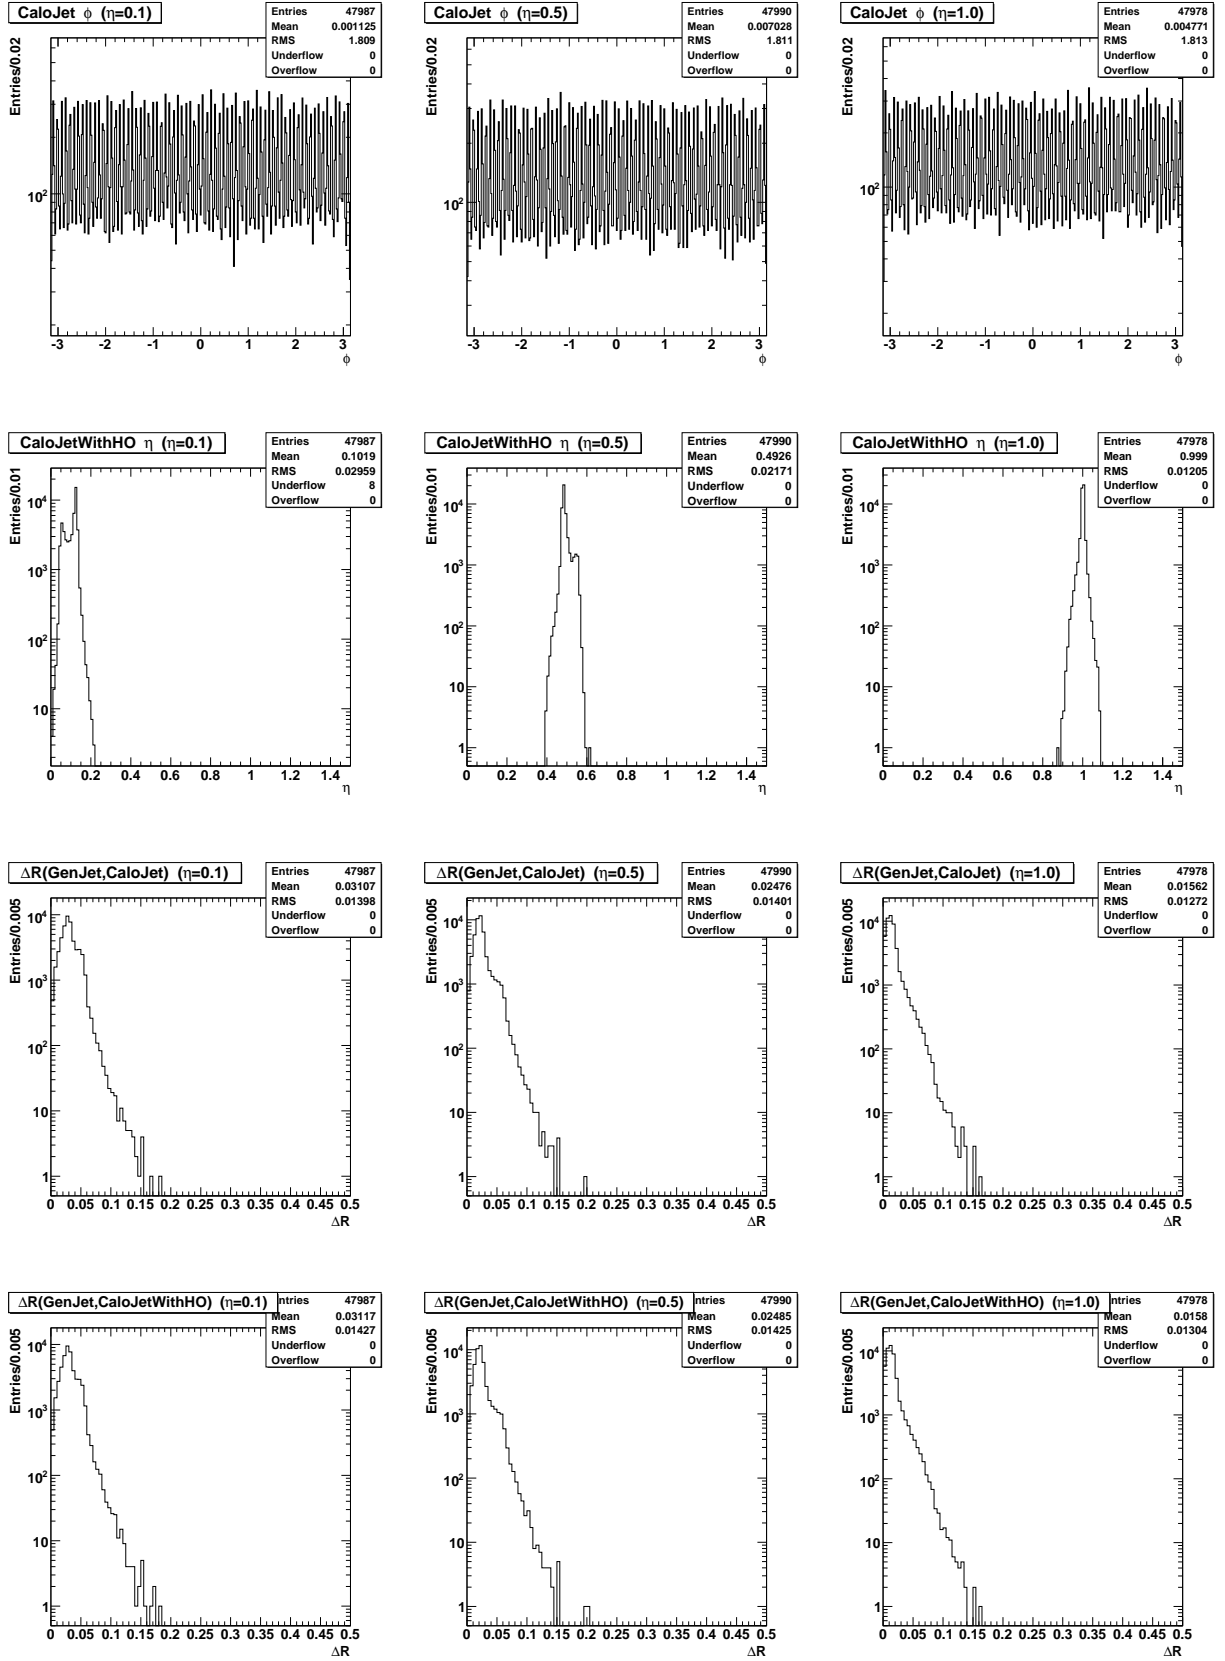 CaloJet ϕ (η=0.1)
Entries 47987
Mean 0.001125
RMS 1.809
Underflow 0
Overflow 0
Entries/0.02
10²
-3 -2 -1 0 1 2 3
ϕ
CaloJet ϕ (η=0.5)
Entries 47990
Mean 0.007028
RMS 1.811
Underflow 0
Overflow 0
Entries/0.02
10²
-3 -2 -1 0 1 2 3
ϕ
CaloJet ϕ (η=1.0)
Entries 47978
Mean 0.004771
RMS 1.813
Underflow 0
Overflow 0
Entries/0.02
10²
-3 -2 -1 0 1 2 3
ϕ
CaloJetWithHO η (η=0.1)
Entries 47987
Mean 0.1019
RMS 0.02959
Underflow 8
Overflow 0
Entries/0.01
10⁴
10³
10²
10
0 0.2 0.4 0.6 0.8 1 1.2 1.4
η
CaloJetWithHO η (η=0.5)
Entries 47990
Mean 0.4926
RMS 0.02171
Underflow 0
Overflow 0
Entries/0.01
10⁴
10³
10²
10
1
0 0.2 0.4 0.6 0.8 1 1.2 1.4
η
CaloJetWithHO η (η=1.0)
Entries 47978
Mean 0.999
RMS 0.01205
Underflow 0
Overflow 0
Entries/0.01
10⁴
10³
10²
10
1
0 0.2 0.4 0.6 0.8 1 1.2 1.4
η
ΔR(GenJet,CaloJet) (η=0.1)
Entries 47987
Mean 0.03107
RMS 0.01398
Underflow 0
Overflow 0
Entries/0.005
10⁴
10³
10²
10
1
0 0.05 0.1 0.15 0.2 0.25 0.3 0.35 0.4 0.45 0.5
ΔR
ΔR(GenJet,CaloJet) (η=0.5)
Entries 47990
Mean 0.02476
RMS 0.01401
Underflow 0
Overflow 0
Entries/0.005
10⁴
10³
10²
10
1
0 0.05 0.1 0.15 0.2 0.25 0.3 0.35 0.4 0.45 0.5
ΔR
ΔR(GenJet,CaloJet) (η=1.0)
Entries 47978
Mean 0.01562
RMS 0.01272
Underflow 0
Overflow 0
Entries/0.005
10⁴
10³
10²
10
1
0 0.05 0.1 0.15 0.2 0.25 0.3 0.35 0.4 0.45 0.5
ΔR
ΔR(GenJet,CaloJetWithHO) (η=0.1)
ntries 47987
Mean 0.03117
RMS 0.01427
Underflow 0
Overflow 0
Entries/0.005
10⁴
10³
10²
10
1
0 0.05 0.1 0.15 0.2 0.25 0.3 0.35 0.4 0.45 0.5
ΔR
ΔR(GenJet,CaloJetWithHO) (η=0.5)
ntries 47990
Mean 0.02485
RMS 0.01425
Underflow 0
Overflow 0
Entries/0.005
10⁴
10³
10²
10
1
0 0.05 0.1 0.15 0.2 0.25 0.3 0.35 0.4 0.45 0.5
ΔR
ΔR(GenJet,CaloJetWithHO) (η=1.0)
ntries 47978
Mean 0.0158
RMS 0.01304
Underflow 0
Overflow 0
Entries/0.005
10⁴
10³
10²
10
1
0 0.05 0.1 0.15 0.2 0.25 0.3 0.35 0.4 0.45 0.5
ΔR